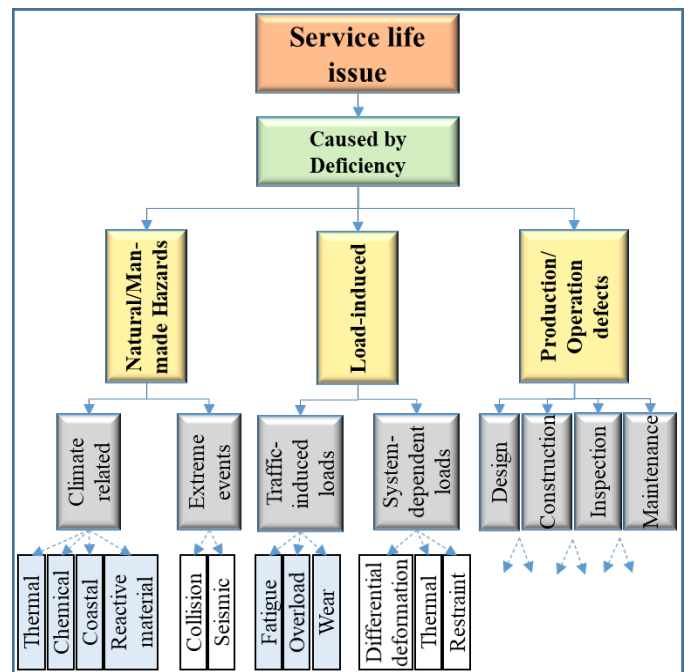 Service life
issue
Caused by
Deficiency
Natural/Man-
made Hazards
Load-induced
Production/
Operation
defects
Climate
related
Extreme
events
Traffic-
induced
loads
System-
dependent
loads
Design
Construction
Inspection
Maintenance
Thermal
Chemical
Coastal
Reactive
material
Collision
Seismic
Fatigue
Overload
Wear
Differential
deformation
Thermal
Restraint